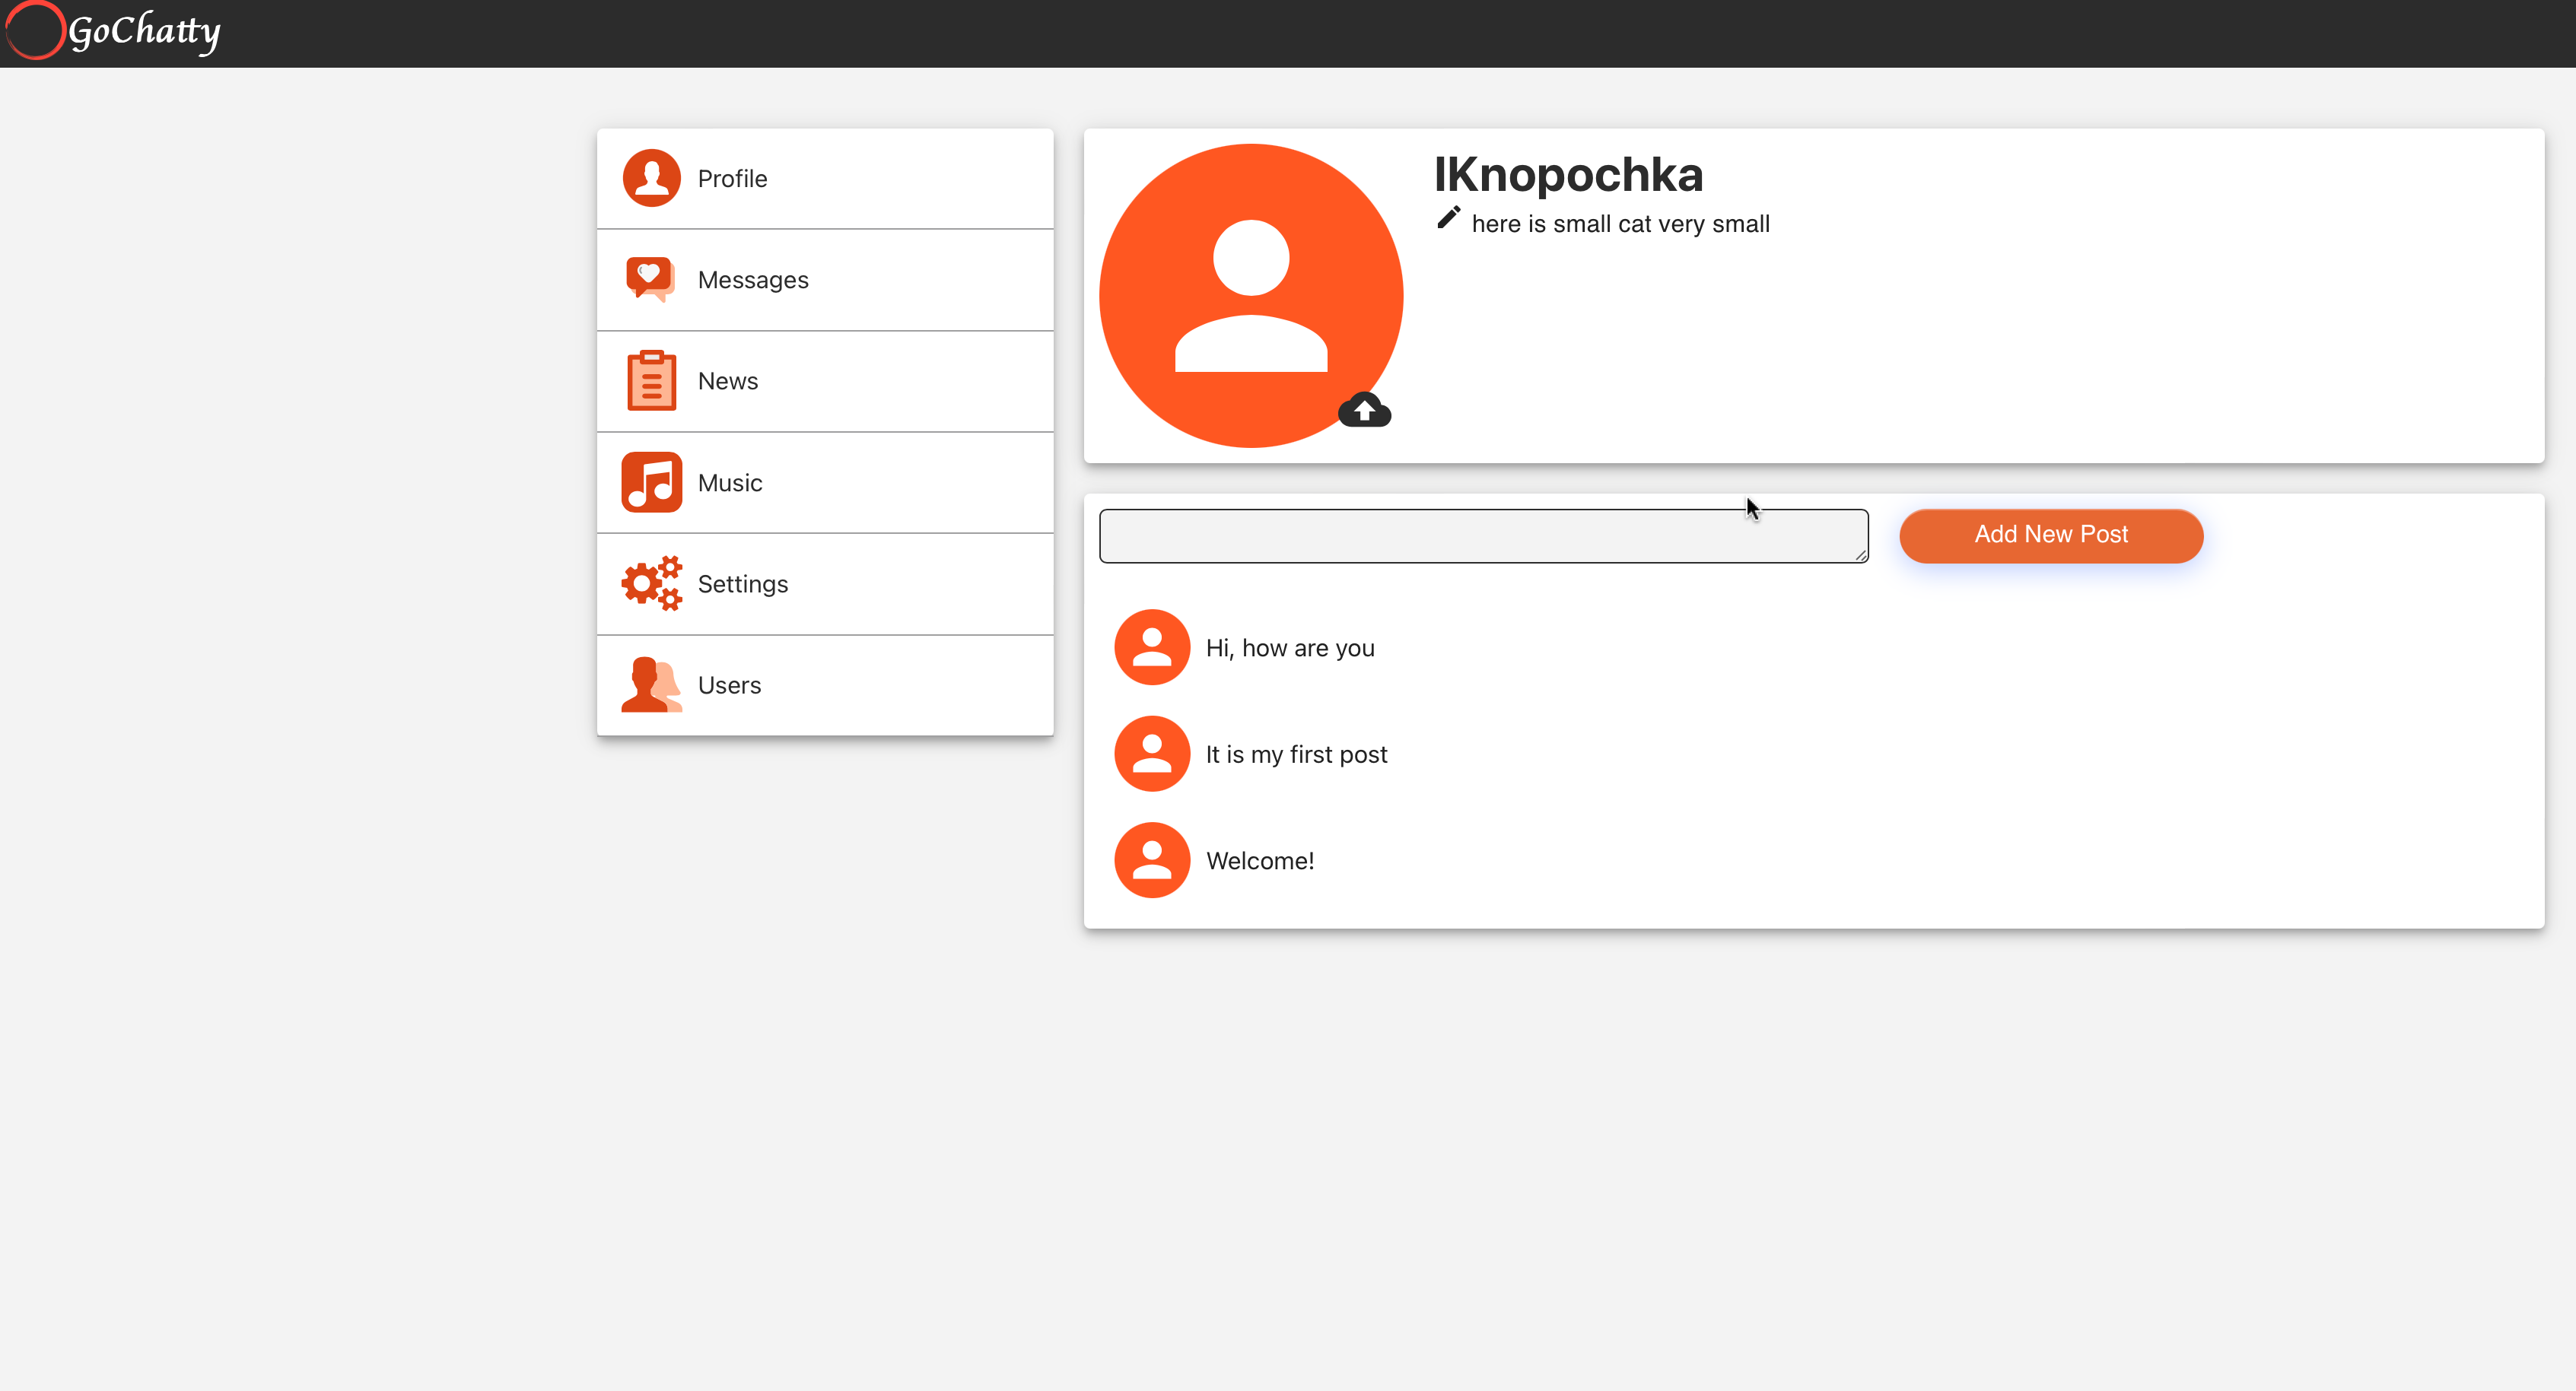 GoChatty
Profile
Messages
News
Music
Settings
Users
IKnopochka
here is small cat very small
Add New Post
Hi, how are you
It is my first post
Welcome!